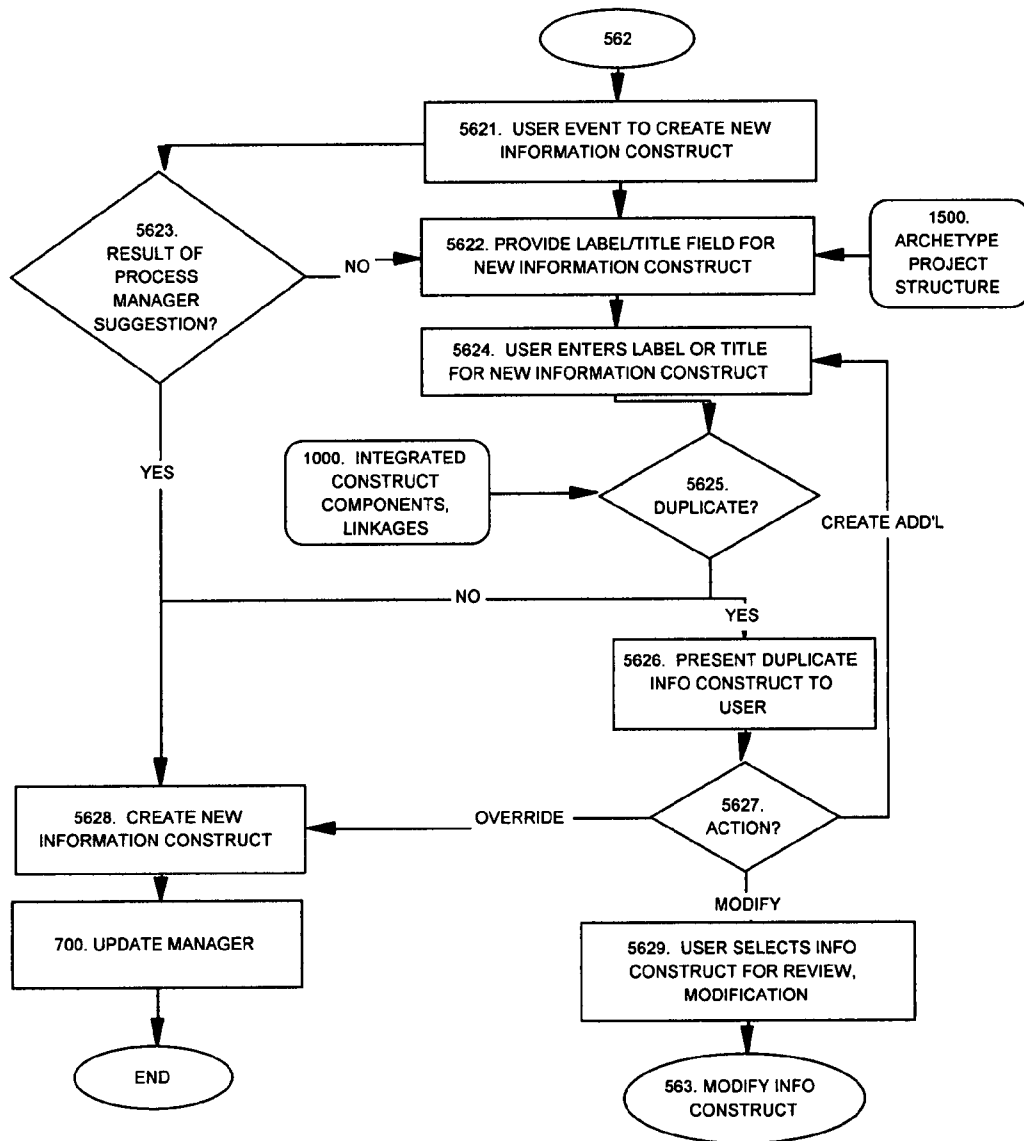 562
5621. USER EVENT TO CREATE NEW
INFORMATION CONSTRUCT
5623.
RESULT OF
PROCESS
MANAGER
SUGGESTION?
NO
5622. PROVIDE LABEL/TITLE FIELD FOR
NEW INFORMATION CONSTRUCT
1500.
ARCHETYPE
PROJECT
STRUCTURE
5624. USER ENTERS LABEL OR TITLE
FOR NEW INFORMATION CONSTRUCT
YES
1000. INTEGRATED
CONSTRUCT
COMPONENTS,
LINKAGES
5625.
DUPLICATE?
CREATE ADD'L
NO
YES
5626. PRESENT DUPLICATE
INFO CONSTRUCT TO
USER
5628. CREATE NEW
INFORMATION CONSTRUCT
OVERRIDE
5627.
ACTION?
MODIFY
700. UPDATE MANAGER
5629. USER SELECTS INFO
CONSTRUCT FOR REVIEW,
MODIFICATION
END
563. MODIFY INFO
CONSTRUCT